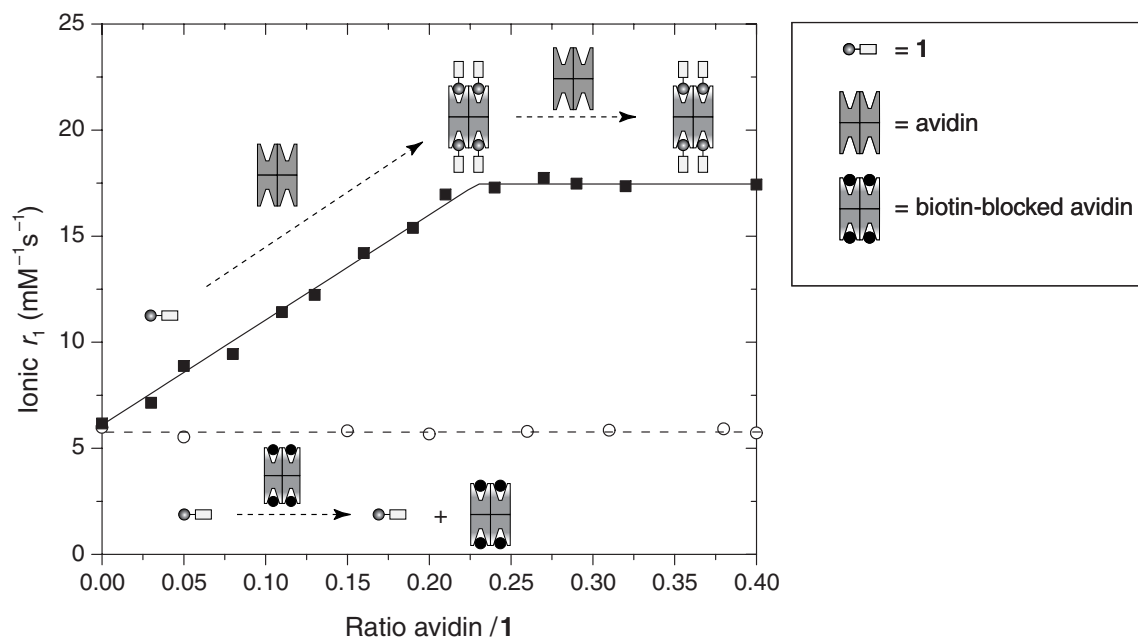 25
20
15
10
5
0
Ionic r₁ (mM⁻¹s⁻¹)
+
0.00 0.05 0.10 0.15 0.20 0.25 0.30 0.35 0.40
Ratio avidin / 1
= 1
= avidin
= biotin-blocked avidin